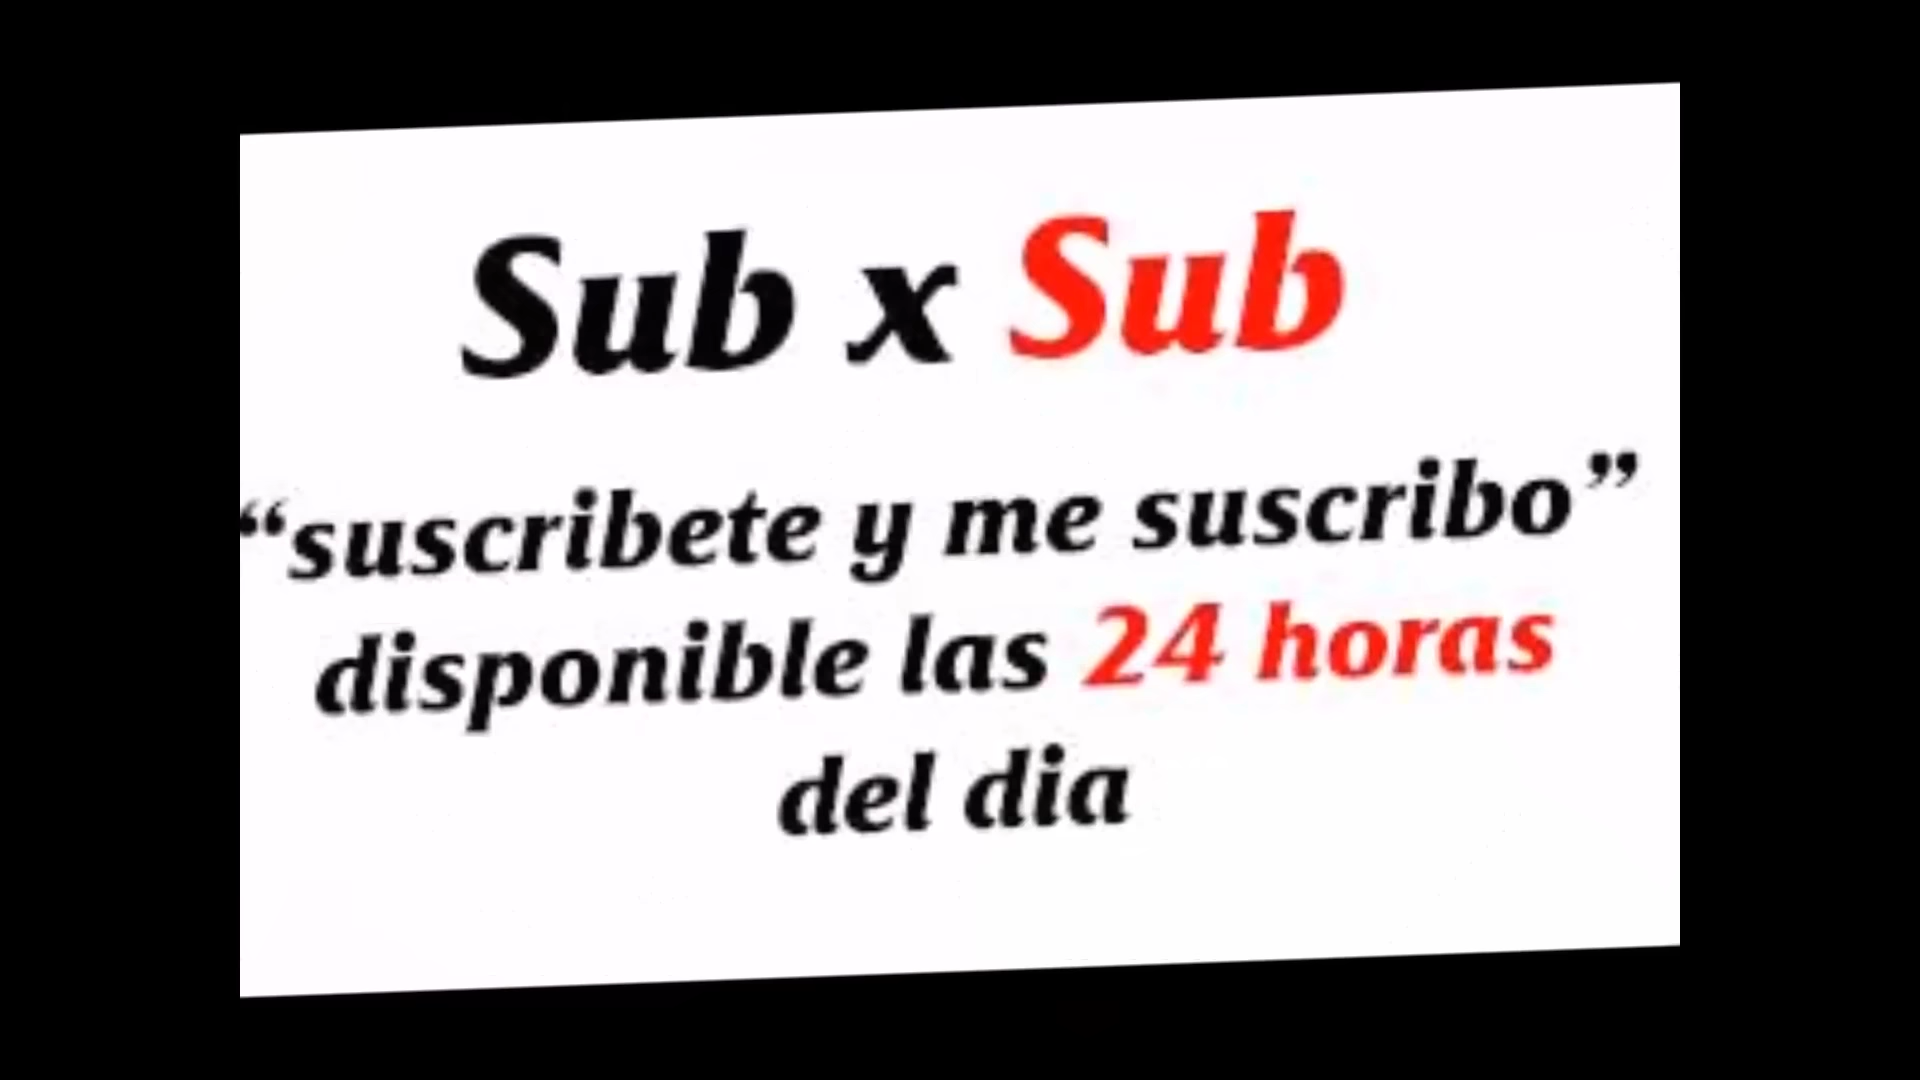 Sub x Sub
“suscribete y me suscribo”
disponible las 24 horas
del dia